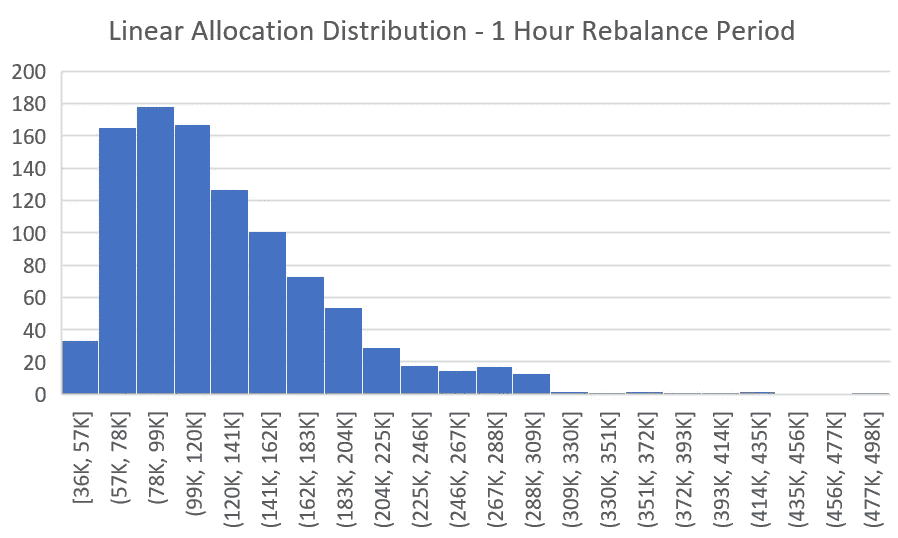 Linear Allocation Distribution - 1 Hour Rebalance Period
200
180
160
140
120
100
80
60
40
20
0
[36K, 57K]
(57K, 78K]
(78K, 99K]
(99K, 120K]
(120K, 141K]
(141K, 162K]
(162K, 183K]
(183K, 204K]
(204K, 225K]
(225K, 246K]
(246K, 267K]
(267K, 288K]
(288K, 309K]
(309K, 330K]
(330K, 351K]
(351K, 372K]
(372K, 393K]
(393K, 414K]
(414K, 435K]
(435K, 456K]
(456K, 477K]
(477K, 498K]